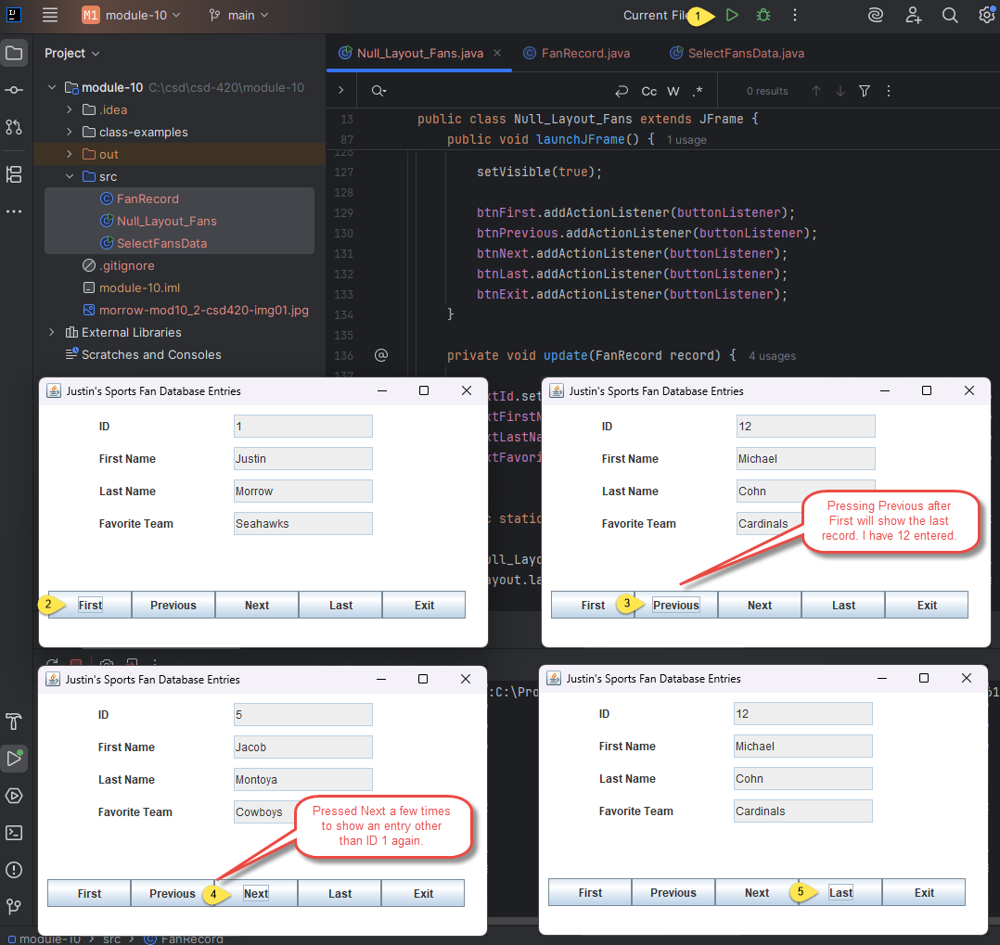 M1 module-10 main Current File 1
Project
Null_Layout_Fans.java FanRecord.java SelectFansData.java
Cc W .* 0 results
module-10 C:\csd\csd-420\module-10
.idea
class-examples
out
src
FanRecord
Null_Layout_Fans
SelectFansData
.gitignore
module-10.iml
morrow-mod10_2-csd420-img01.jpg
External Libraries
Scratches and Consoles
13 public class Null_Layout_Fans extends JFrame {
87 public void launchJFrame() { 1 usage
126
127 setVisible(true);
128
129 btnFirst.addActionListener(buttonListener);
130 btnPrevious.addActionListener(buttonListener);
131 btnNext.addActionListener(buttonListener);
132 btnLast.addActionListener(buttonListener);
133 btnExit.addActionListener(buttonListener);
134 }
135
136 @ private void update(FanRecord record) { 4 usages
137
Justin's Sports Fan Database Entries
ID 1
First Name Justin
Last Name Morrow
Favorite Team Seahawks
2 First Previous Next Last Exit
Justin's Sports Fan Database Entries
ID 12
First Name Michael
Last Name Cohn
Favorite Team Cardinals
Pressing Previous after
First will show the last
record. I have 12 entered.
First 3 Previous Next Last Exit
Justin's Sports Fan Database Entries
ID 5
First Name Jacob
Last Name Montoya
Favorite Team Cowboys
Pressed Next a few times
to show an entry other
than ID 1 again.
First Previous 4 Next Last Exit
Justin's Sports Fan Database Entries
ID 12
First Name Michael
Last Name Cohn
Favorite Team Cardinals
First Previous Next 5 Last Exit
module-10 > src > FanRecord